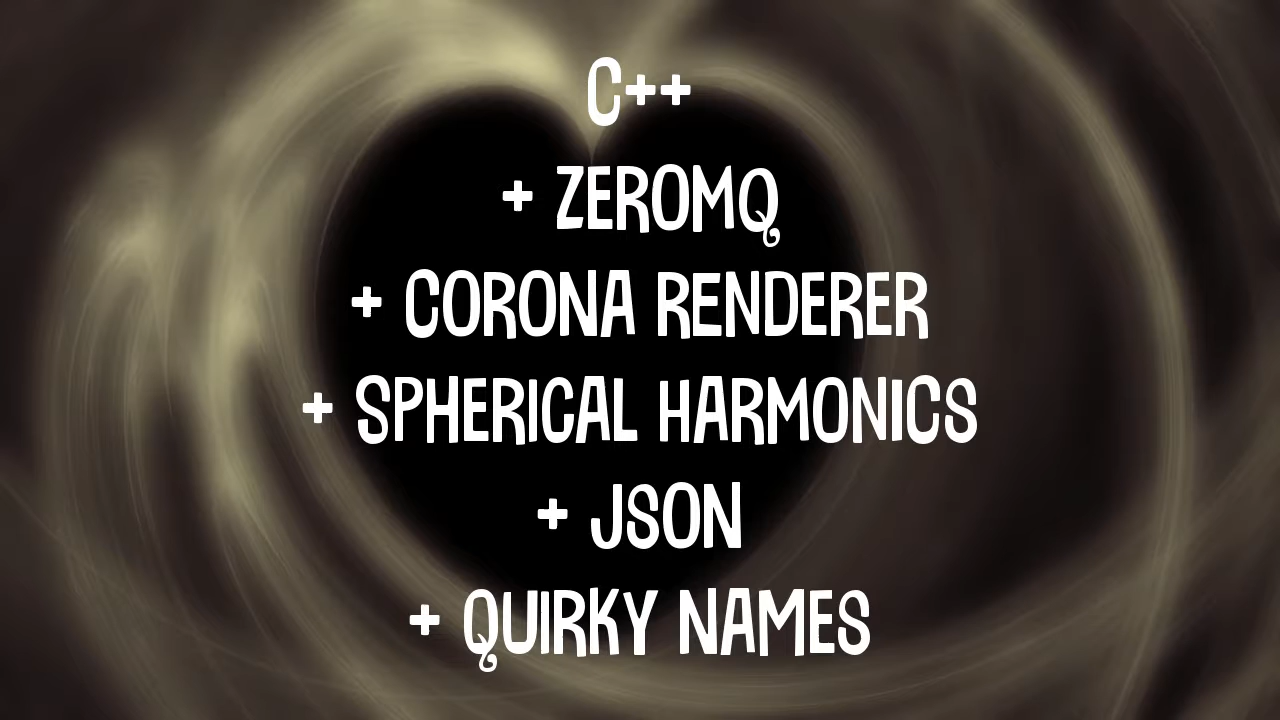 C++
+ ZEROMQ
+ CORONA RENDERER
+ SPHERICAL HARMONICS
+ JSON
+ QUIRKY NAMES